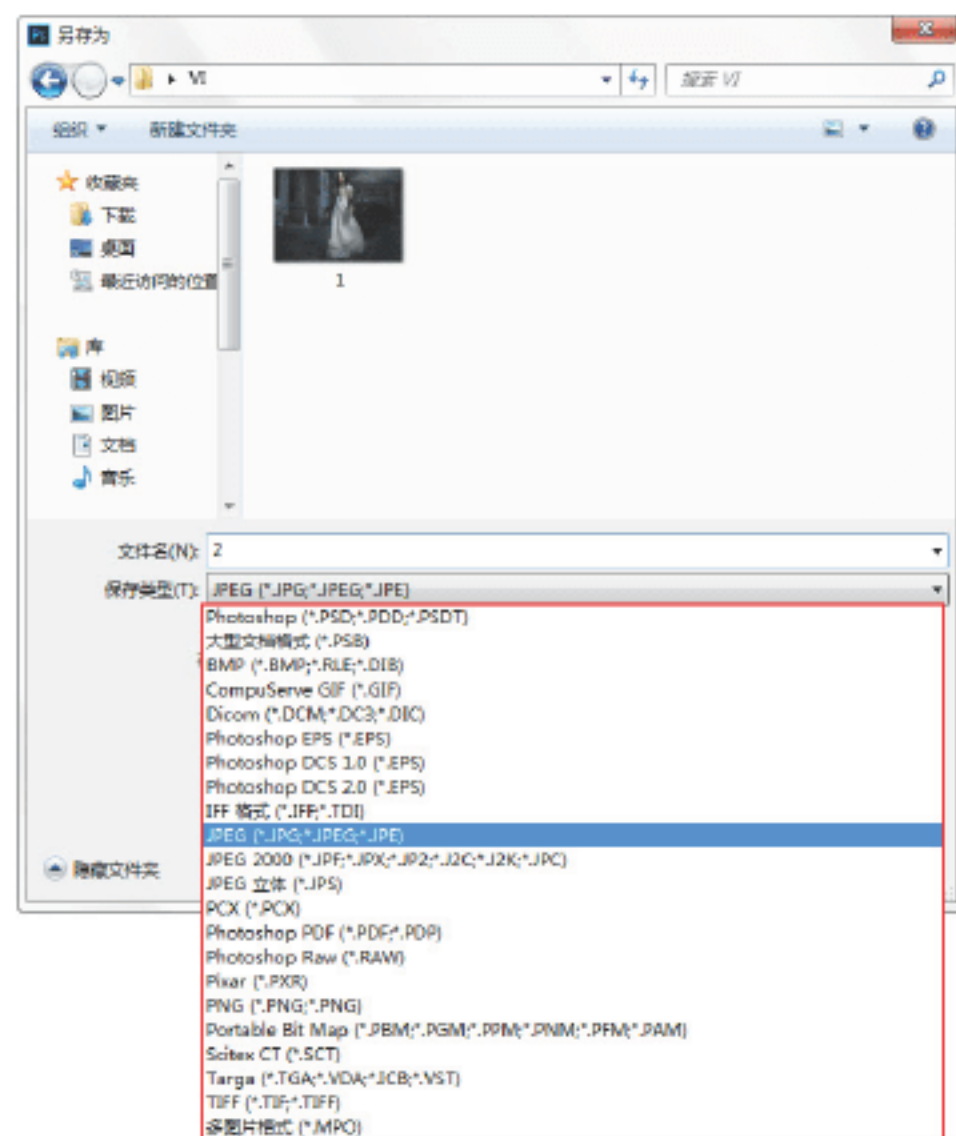 Ps 另存为
VI
搜索 VI
组织 新建文件夹
收藏夹
下载
桌面
最近访问的位置
1
库
视频
图片
文档
音乐
文件名(N): 2
保存类型(T): JPEG (*.JPG;*.JPEG;*.JPE)
Photoshop (*.PSD;*.PDD;*.PSDT)
大型文档格式 (*.PSB)
BMP (*.BMP;*.RLE;*.DIB)
CompuServe GIF (*.GIF)
Dicom (*.DCM;*.DC3;*.DIC)
Photoshop EPS (*.EPS)
Photoshop DCS 1.0 (*.EPS)
Photoshop DCS 2.0 (*.EPS)
IFF 格式 (*.IFF;*.TDI)
JPEG (*.JPG;*.JPEG;*.JPE)
JPEG 2000 (*.JPF;*.JPX;*.JP2;*.J2C;*.J2K;*.JPC)
JPEG 立体 (*.JPS)
PCX (*.PCX)
Photoshop PDF (*.PDF;*.PDP)
Photoshop Raw (*.RAW)
Pixar (*.PXR)
PNG (*.PNG;*.PNG)
Portable Bit Map (*.PBM;*.PGM;*.PPM;*.PNM;*.PFM;*.PAM)
Scitex CT (*.SCT)
Targa (*.TGA;*.VDA;*.ICB;*.VST)
TIFF (*.TIF;*.TIFF)
多图片格式 (*.MPO)
隐藏文件夹